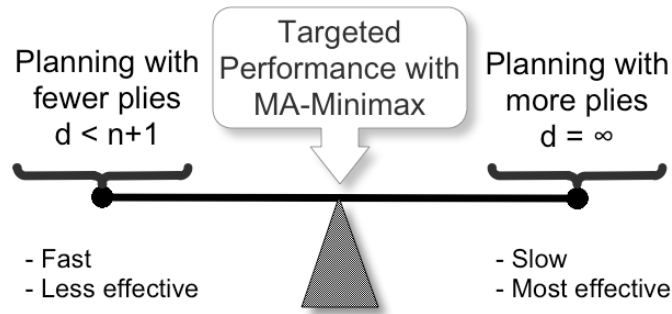 Targeted
Performance with
MA-Minimax
Planning with
fewer plies
d < n+1
Planning with
more plies
d = ∞
- Fast
- Less effective
- Slow
- Most effective